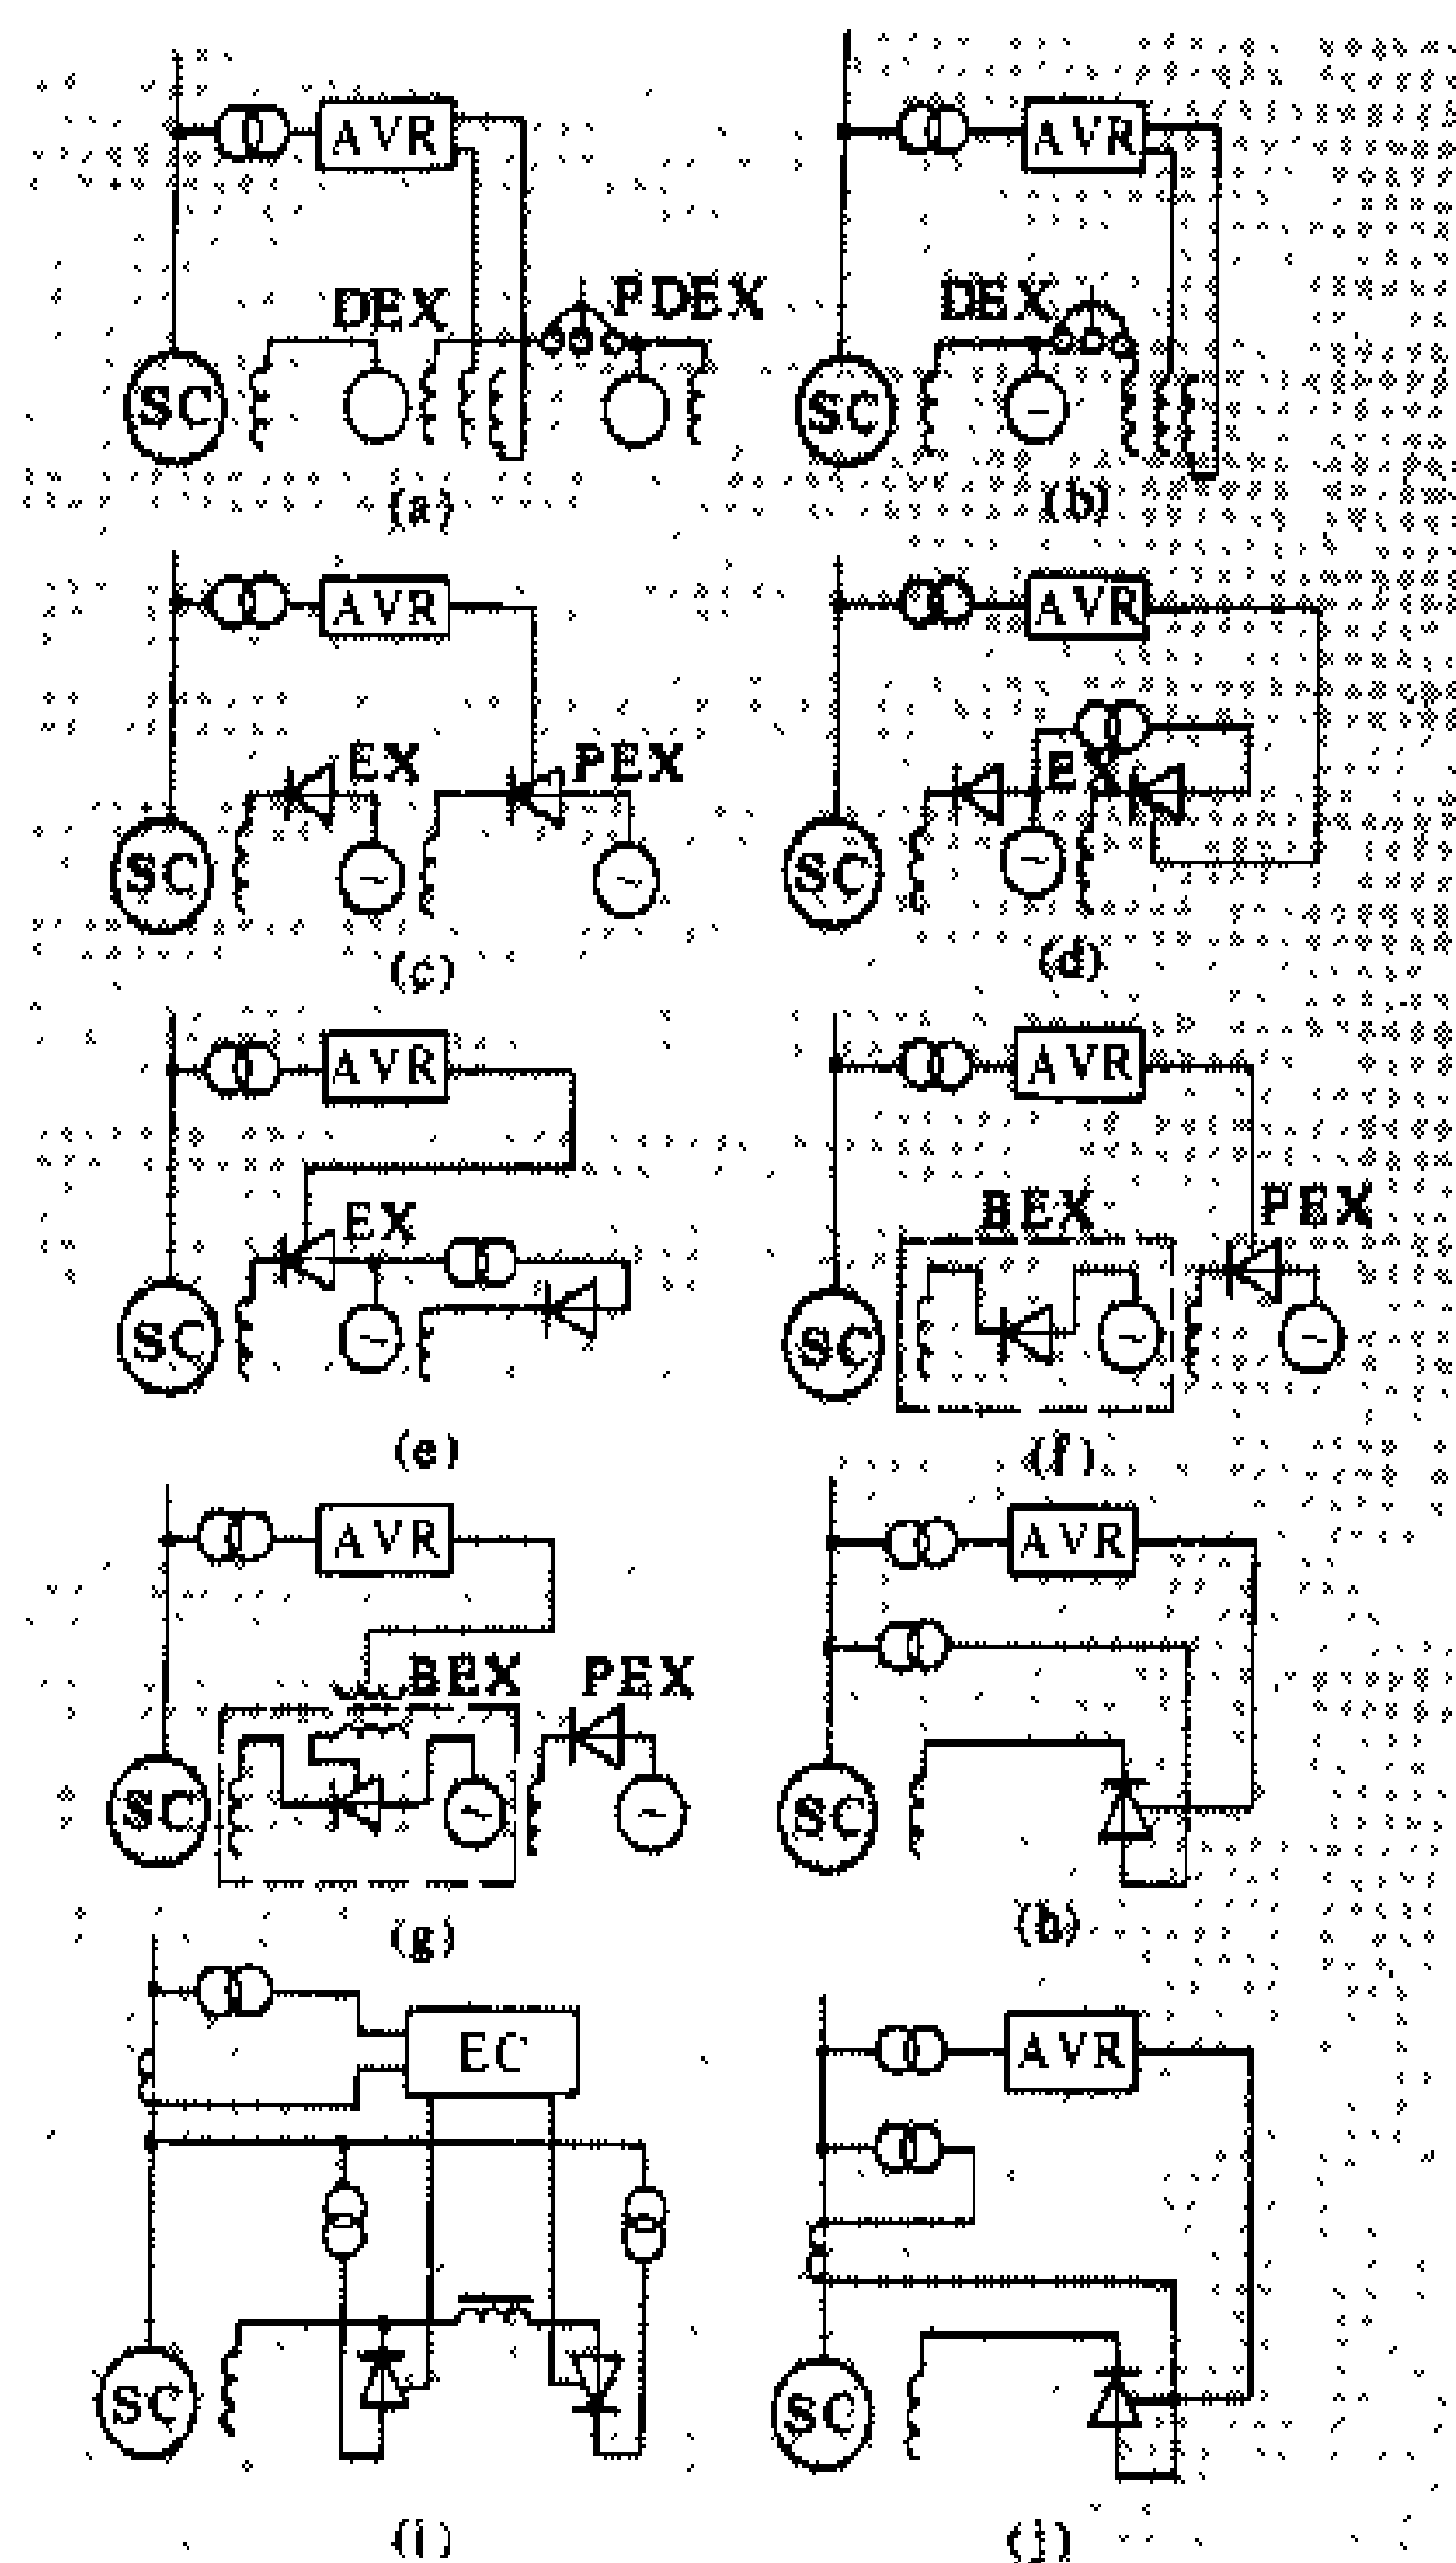 AVR AVR
DEX PDEX DEX
SC SC
(a) (b)
AVR AVR
EX PEX EX
SC SC
(c) (d)
AVR AVR
EX BEX PEX
SC SC
(e) (f)
AVR AVR
BEX PEX
SC SC
(g) (h)
EC AVR
SC SC
(i) (j)